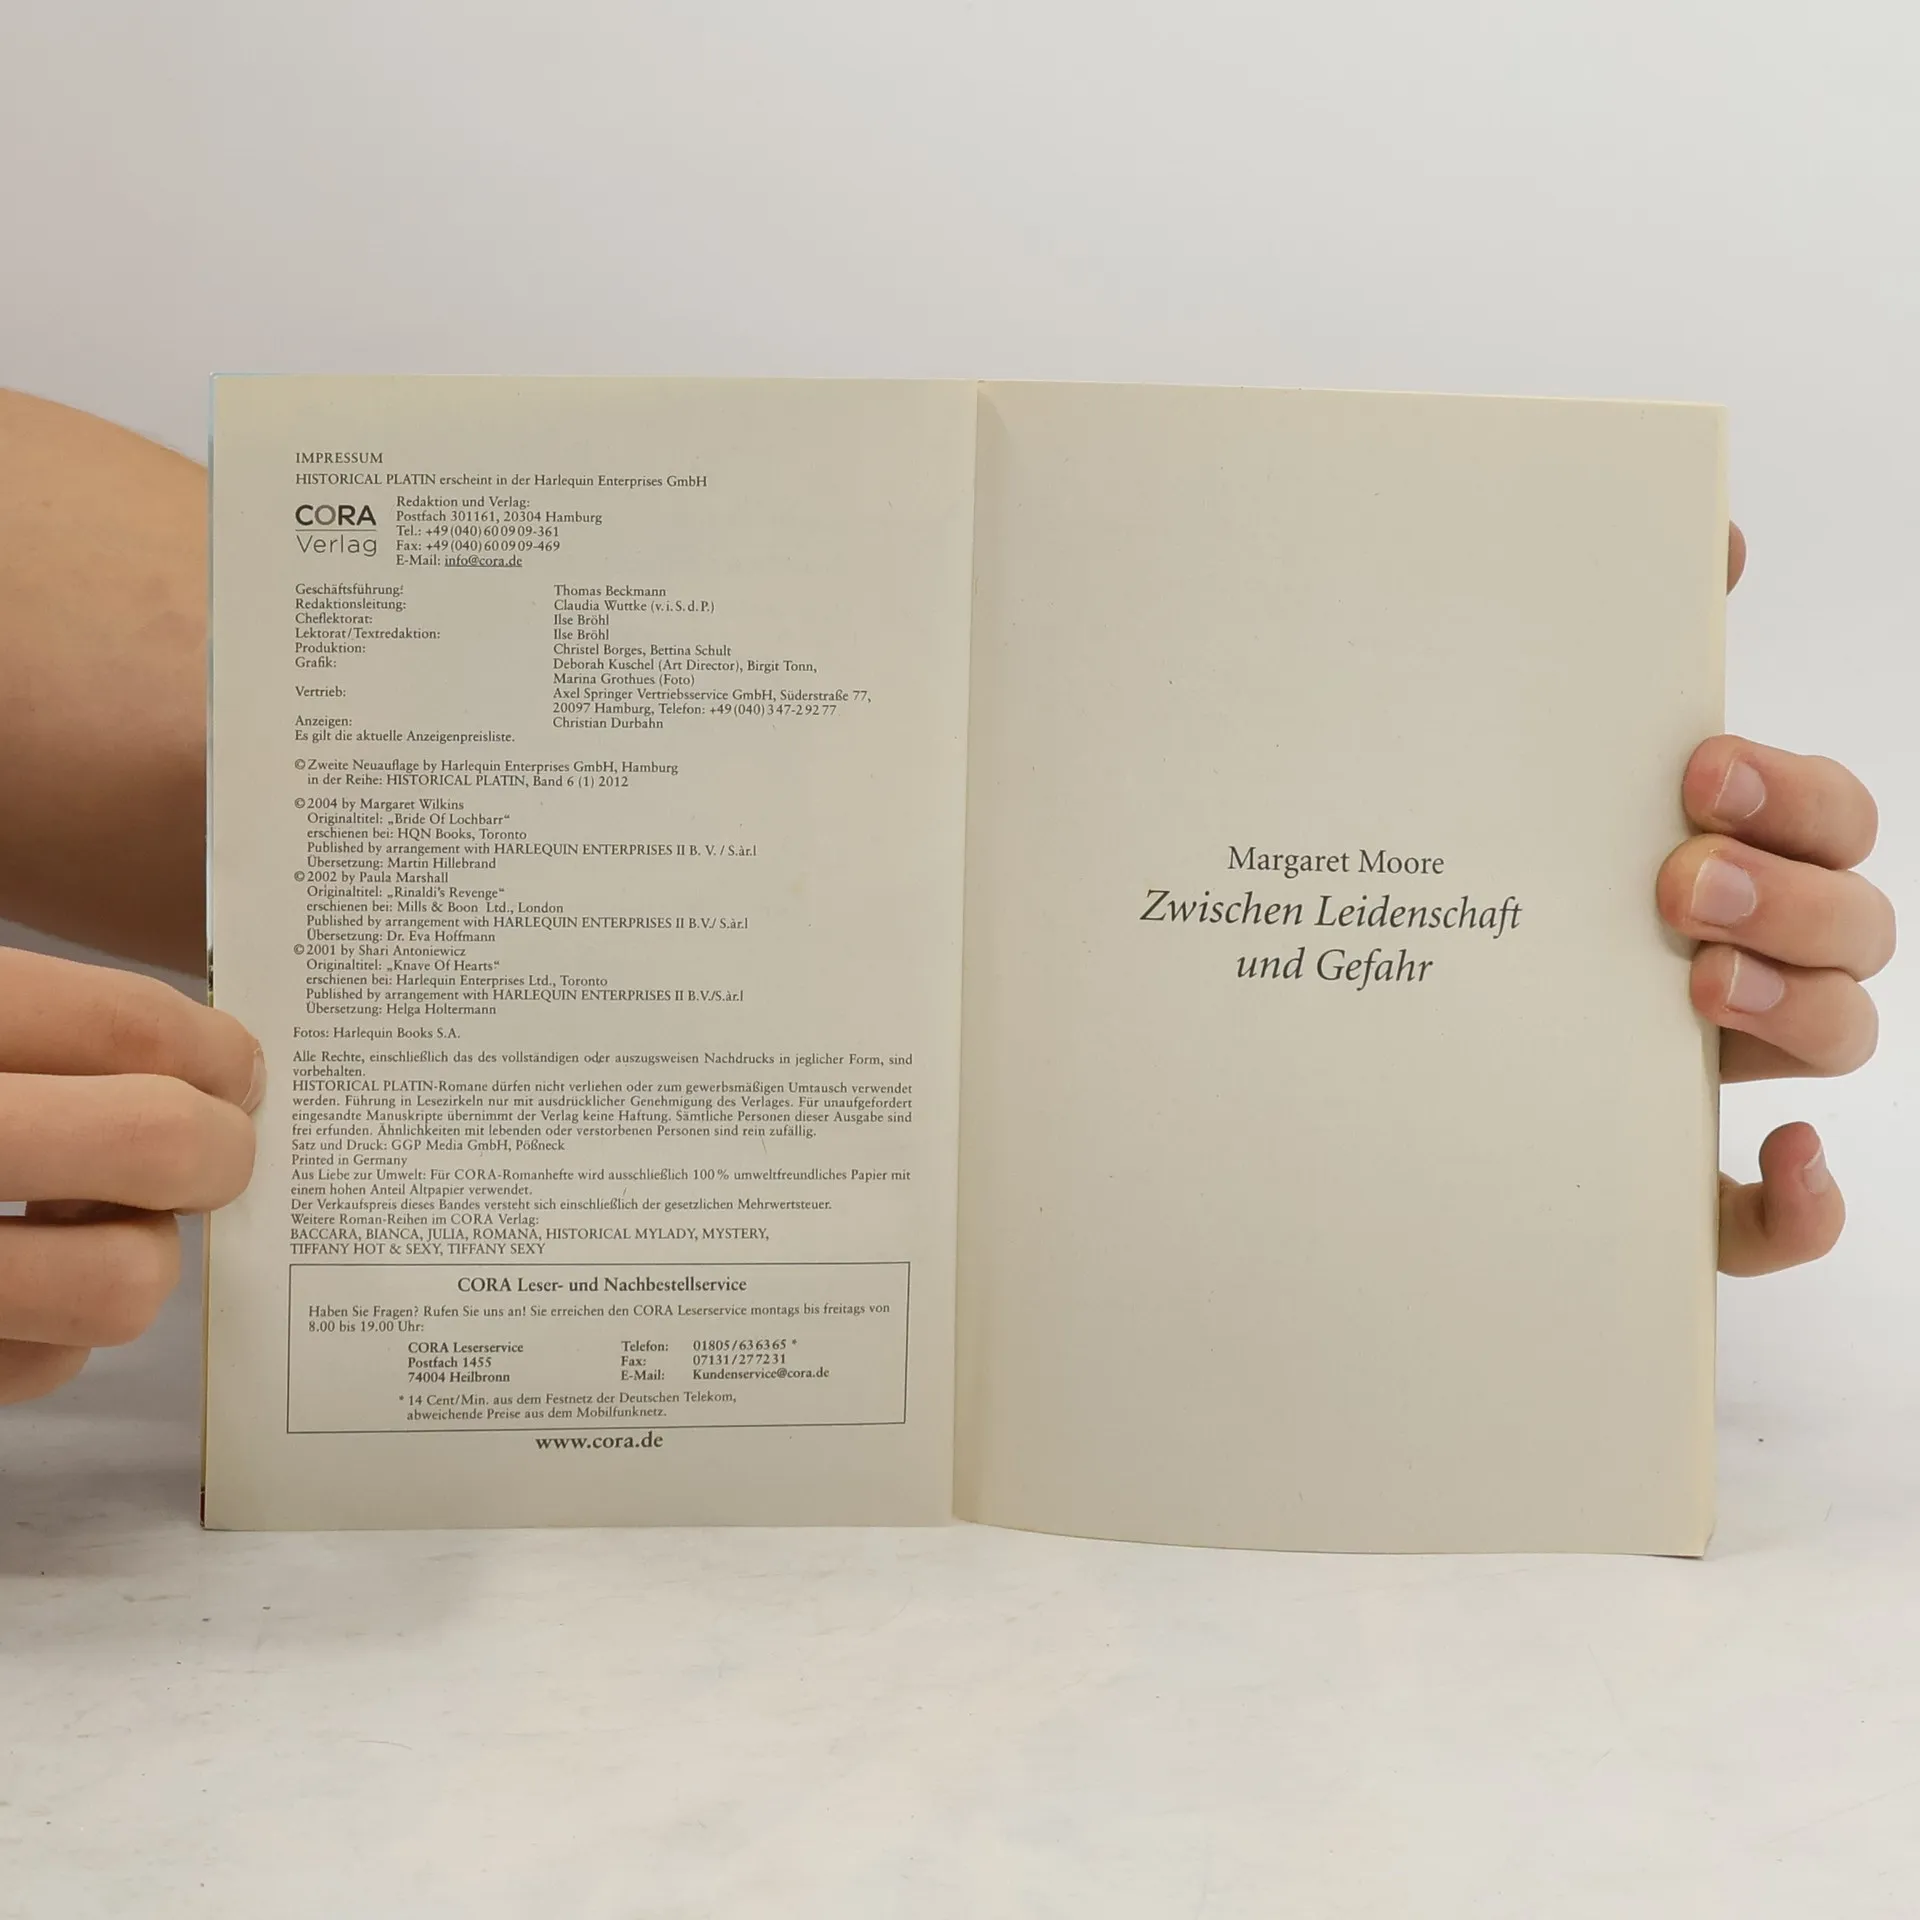 IMPRESSUM
HISTORICAL PLATIN erscheint in der Harlequin Enterprises GmbH
CORA
Verlag
Redaktion und Verlag:
Postfach 301161, 20304 Hamburg
Tel.: +49(040)600909-361
Fax: +49(040)600909-469
E-Mail: info@cora.de
Geschäftsführung: Thomas Beckmann
Redaktionsleitung: Claudia Wuttke (v.i.S.d.P.)
Cheflektorat: Ilse Bröhl
Lektorat/Textredaktion: Ilse Bröhl
Produktion: Christel Borges, Bettina Schult
Grafik: Deborah Kuschel (Art Director), Birgit Tonn,
Marina Grothues (Foto)
Vertrieb: Axel Springer Vertriebsservice GmbH, Süderstraße 77,
20097 Hamburg, Telefon: +49(040)347-29277
Anzeigen: Christian Durbahn
Es gilt die aktuelle Anzeigenpreisliste.
© Zweite Neuauflage by Harlequin Enterprises GmbH, Hamburg
in der Reihe: HISTORICAL PLATIN, Band 6 (1) 2012
© 2004 by Margaret Wilkins
Originaltitel: „Bride Of Lochbarr“
erschienen bei: HQN Books, Toronto
Published by arrangement with HARLEQUIN ENTERPRISES II B. V. / S.àr.l
Übersetzung: Martin Hillebrand
© 2002 by Paula Marshall
Originaltitel: „Rinaldi's Revenge“
erschienen bei: Mills & Boon Ltd., London
Published by arrangement with HARLEQUIN ENTERPRISES II B.V./ S.àr.l
Übersetzung: Dr. Eva Hoffmann
© 2001 by Shari Antoniewicz
Originaltitel: „Knave Of Hearts“
erschienen bei: Harlequin Enterprises Ltd., Toronto
Published by arrangement with HARLEQUIN ENTERPRISES II B.V./S.àr.l
Übersetzung: Helga Holtermann
Fotos: Harlequin Books S.A.
Alle Rechte, einschließlich das des vollständigen oder auszugsweisen Nachdrucks in jeglicher Form, sind
vorbehalten.
HISTORICAL PLATIN-Romane dürfen nicht verliehen oder zum gewerbsmäßigen Umtausch verwendet
werden. Führung in Lesezirkeln nur mit ausdrücklicher Genehmigung des Verlages. Für unaufgefordert
eingesandte Manuskripte übernimmt der Verlag keine Haftung. Sämtliche Personen dieser Ausgabe sind
frei erfunden. Ähnlichkeiten mit lebenden oder verstorbenen Personen sind rein zufällig.
Satz und Druck: GGP Media GmbH, Pößneck
Printed in Germany
Aus Liebe zur Umwelt: Für CORA-Romanhefte wird ausschließlich 100% umweltfreundliches Papier mit
einem hohen Anteil Altpapier verwendet.
Der Verkaufspreis dieses Bandes versteht sich einschließlich der gesetzlichen Mehrwertsteuer.
Weitere Roman-Reihen im CORA Verlag:
BACCARA, BIANCA, JULIA, ROMANA, HISTORICAL MYLADY, MYSTERY,
TIFFANY HOT & SEXY, TIFFANY SEXY
CORA Leser- und Nachbestellservice
Haben Sie Fragen? Rufen Sie uns an! Sie erreichen den CORA Leserservice montags bis freitags von
8.00 bis 19.00 Uhr:
CORA Leserservice Telefon: 01805/636365 *
Postfach 1455 Fax: 07131/277231
74004 Heilbronn E-Mail: Kundenservice@cora.de
* 14 Cent/Min. aus dem Festnetz der Deutschen Telekom,
abweichende Preise aus dem Mobilfunknetz.
www.cora.de
Margaret Moore
Zwischen Leidenschaft
und Gefahr